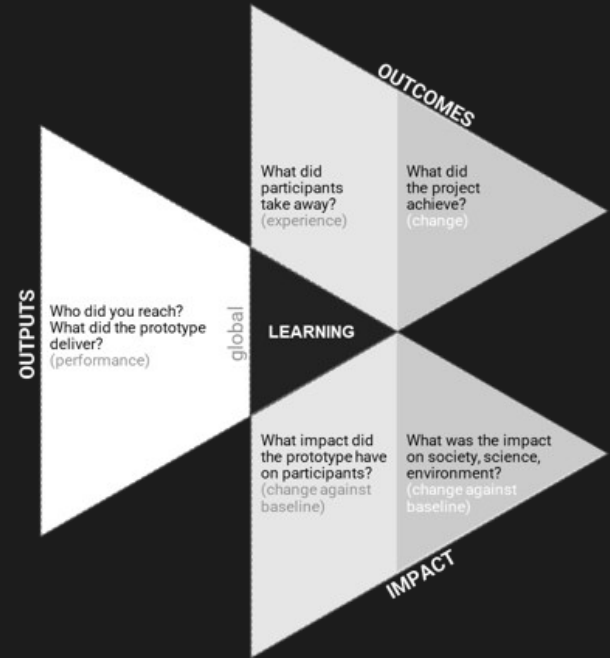 OUTCOMES
What did
participants
take away?
(experience)
What did
the project
achieve?
(change)
OUTPUTS
Who did you reach?
What did the prototype
deliver?
(performance)
global
LEARNING
What impact did
the prototype have
on participants?
(change against
baseline)
What was the impact
on society, science,
environment?
(change against
baseline)
IMPACT